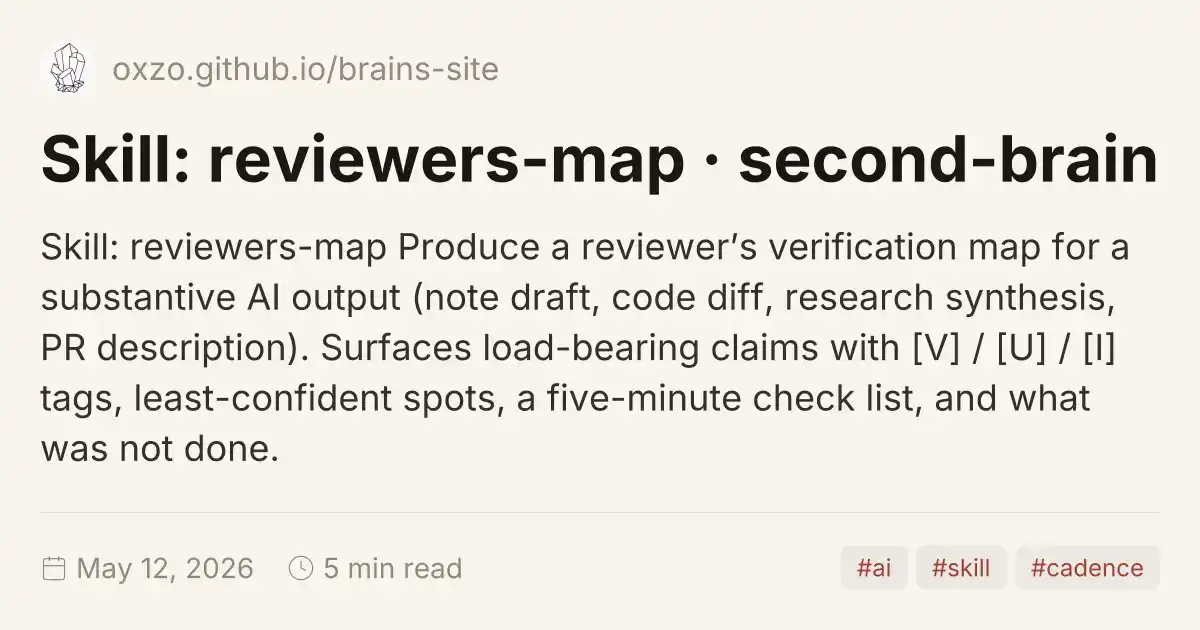 oxzo.github.io/brains-site
Skill: reviewers-map · second-brain
Skill: reviewers-map Produce a reviewer’s verification map for a
substantive AI output (note draft, code diff, research synthesis,
PR description). Surfaces load-bearing claims with [V] / [U] / [I]
tags, least-confident spots, a five-minute check list, and what
was not done.
May 12, 2026 5 min read #ai #skill #cadence